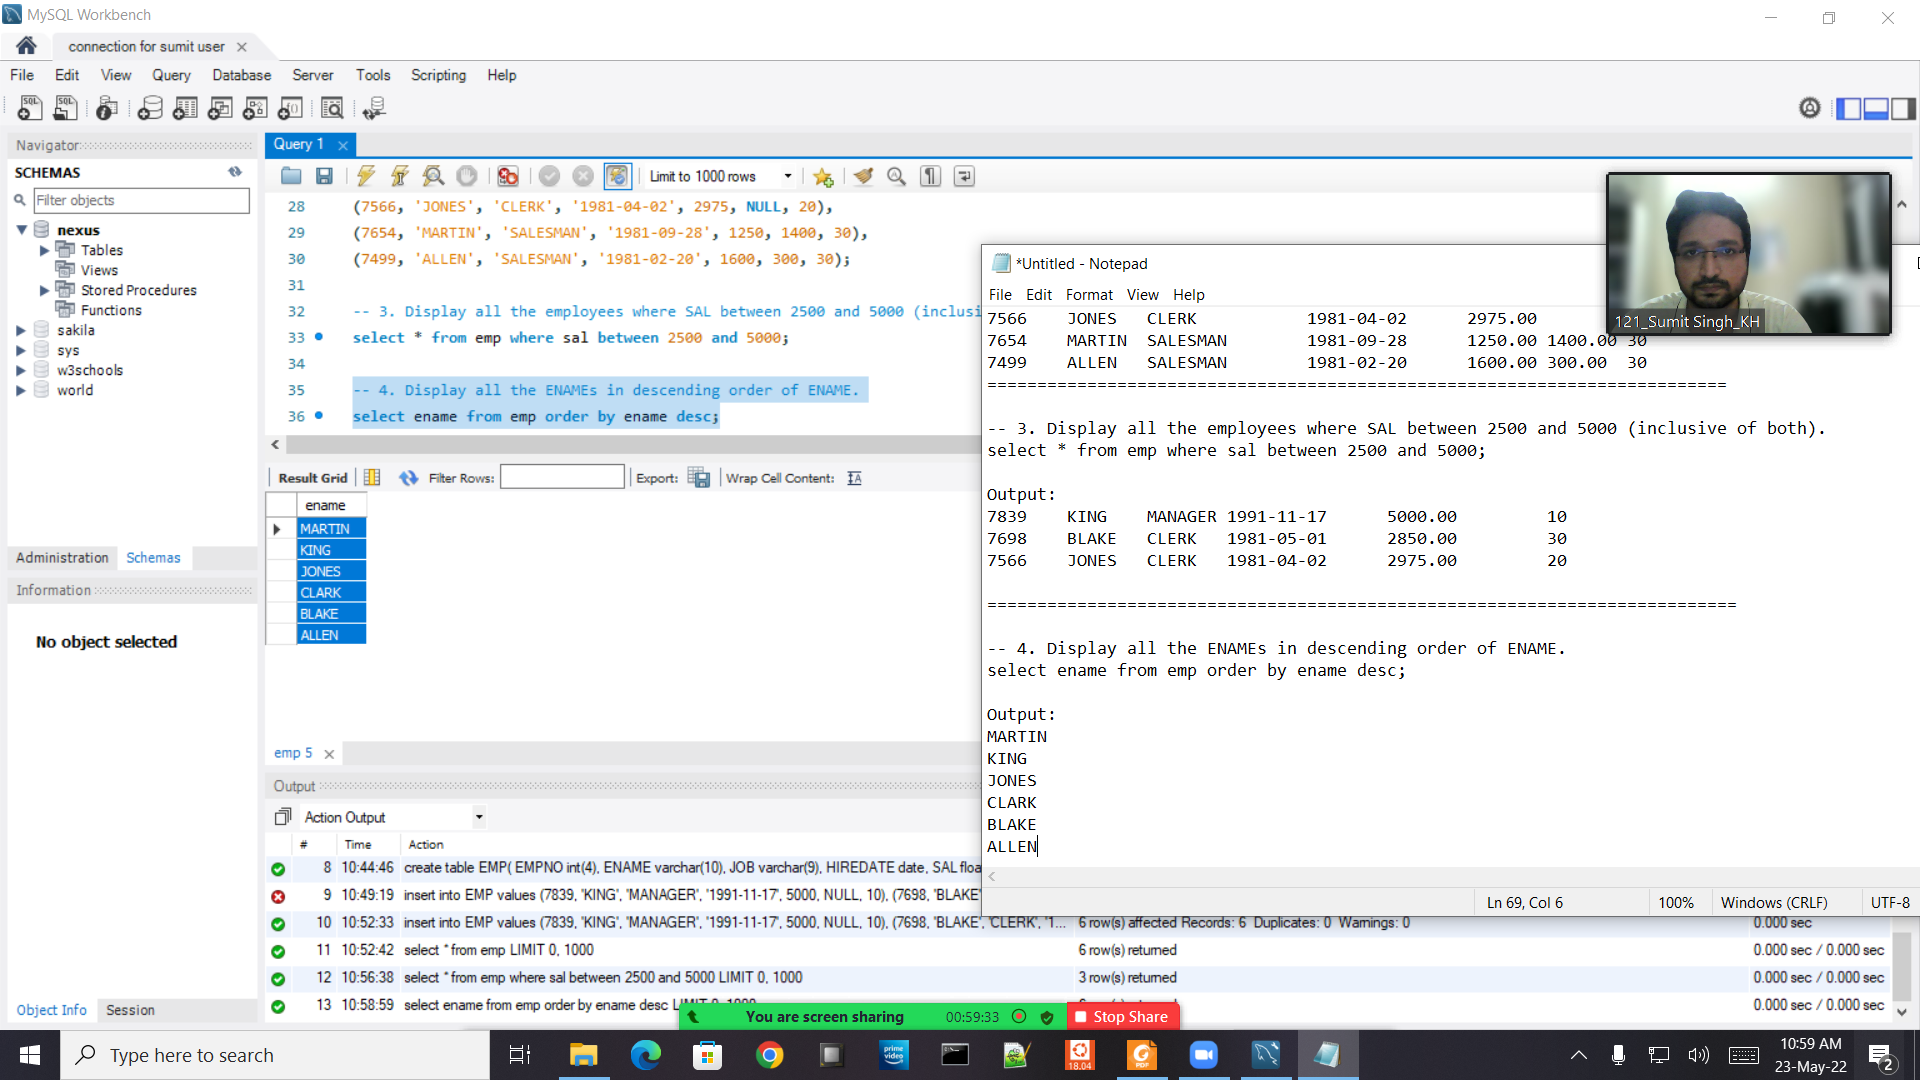 MySQL Workbench
connection for sumit user
File Edit View Query Database Server Tools Scripting Help
Navigator
SCHEMAS
Filter objects
nexus
Tables
Views
Stored Procedures
Functions
sakila
sys
w3schools
world
Administration Schemas
Information
No object selected
Object Info Session
Query 1
Limit to 1000 rows
28 (7566, 'JONES', 'CLERK', '1981-04-02', 2975, NULL, 20),
29 (7654, 'MARTIN', 'SALESMAN', '1981-09-28', 1250, 1400, 30),
30 (7499, 'ALLEN', 'SALESMAN', '1981-02-20', 1600, 300, 30);
31
32 -- 3. Display all the employees where SAL between 2500 and 5000 (inclusi
33 select * from emp where sal between 2500 and 5000;
34
35 -- 4. Display all the ENAMEs in descending order of ENAME.
36 select ename from emp order by ename desc;
Result Grid Filter Rows: Export: Wrap Cell Content:
ename
MARTIN
KING
JONES
CLARK
BLAKE
ALLEN
emp 5
Output
Action Output
# Time Action
8 10:44:46 create table EMP( EMPNO int(4), ENAME varchar(10), JOB varchar(9), HIREDATE date, SAL floa
9 10:49:19 insert into EMP values (7839, 'KING', 'MANAGER', '1991-11-17', 5000, NULL, 10), (7698, 'BLAKE'
10 10:52:33 insert into EMP values (7839, 'KING', 'MANAGER', '1991-11-17', 5000, NULL, 10), (7698, 'BLAKE', 'CLERK', '1... 6 row(s) affected Records: 6 Duplicates: 0 Warnings: 0 0.000 sec
11 10:52:42 select * from emp LIMIT 0, 1000 6 row(s) returned 0.000 sec / 0.000 sec
12 10:56:38 select * from emp where sal between 2500 and 5000 LIMIT 0, 1000 3 row(s) returned 0.000 sec / 0.000 sec
13 10:58:59 select ename from emp order by ename desc 0.000 sec / 0.000 sec
*Untitled - Notepad
File Edit Format View Help
7566 JONES CLERK 1981-04-02 2975.00
7654 MARTIN SALESMAN 1981-09-28 1250.00 1400.00 30
7499 ALLEN SALESMAN 1981-02-20 1600.00 300.00 30
==========================================================================
-- 3. Display all the employees where SAL between 2500 and 5000 (inclusive of both).
select * from emp where sal between 2500 and 5000;
Output:
7839 KING MANAGER 1991-11-17 5000.00 10
7698 BLAKE CLERK 1981-05-01 2850.00 30
7566 JONES CLERK 1981-04-02 2975.00 20
===========================================================================
-- 4. Display all the ENAMEs in descending order of ENAME.
select ename from emp order by ename desc;
Output:
MARTIN
KING
JONES
CLARK
BLAKE
ALLEN
Ln 69, Col 6 100% Windows (CRLF) UTF-8
121_Sumit Singh_KH
You are screen sharing 00:59:33 Stop Share
Type here to search
prime video
18.04
PDF
10:59 AM
23-May-22
2